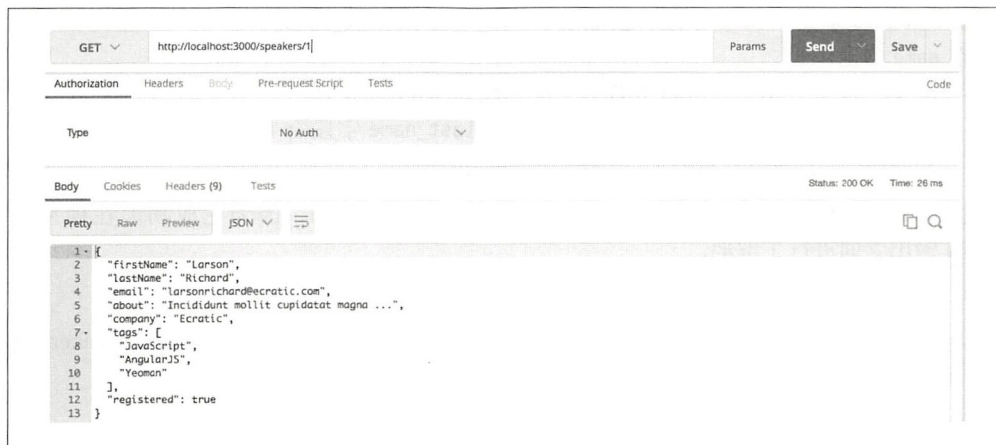 GET http://localhost:3000/speakers/1 Params Send Save
Authorization Headers Body Pre-request Script Tests Code
Type No Auth
Body Cookies Headers (9) Tests Status: 200 OK Time: 26 ms
Pretty Raw Preview JSON
1 {
2 "firstName": "Larson",
3 "lastName": "Richard",
4 "email": "larsonrichard@ecratic.com",
5 "about": "Incididunt mollit cupidatat magna ...",
6 "company": "Ecratic",
7 "tags": [
8 "JavaScript",
9 "AngularJS",
10 "Yeoman"
11 ],
12 "registered": true
13 }